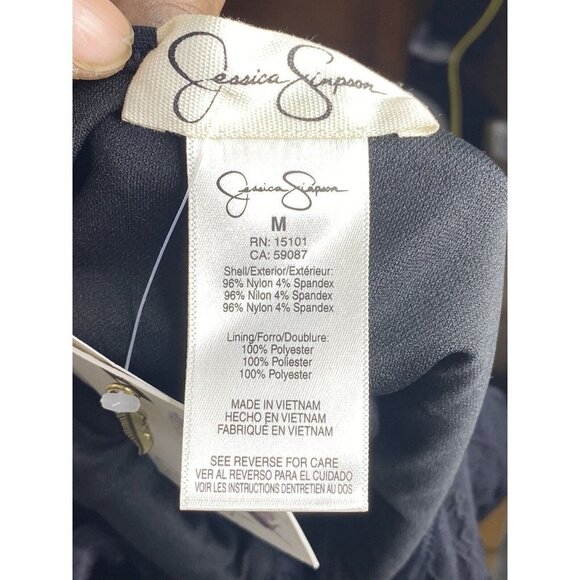 Jessica Simpson
Jessica Simpson
M
RN: 15101
CA: 59087
Shell/Exterior/Extérieur:
96% Nylon 4% Spandex
96% Nilon 4% Spandex
96% Nylon 4% Spandex
Lining/Forro/Doublure:
100% Polyester
100% Poliester
100% Polyester
MADE IN VIETNAM
HECHO EN VIETNAM
FABRIQUÉ EN VIETNAM
SEE REVERSE FOR CARE
VER AL REVERSO PARA EL CUIDADO
VOIR LES INSTRUCTIONS DENTRETIEN AU DOS